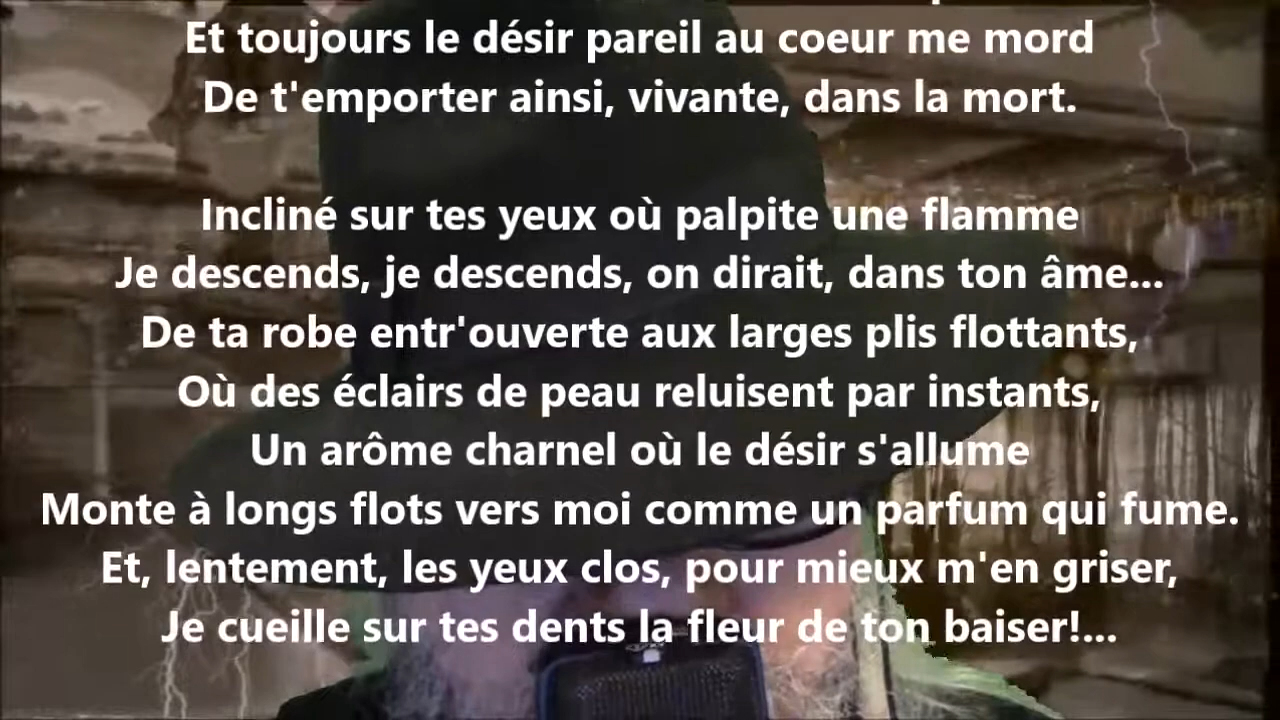 Et toujours le désir pareil au coeur me mord
De t'emporter ainsi, vivante, dans la mort.
Incliné sur tes yeux où palpite une flamme
Je descends, je descends, on dirait, dans ton âme...
De ta robe entr'ouverte aux larges plis flottants,
Où des éclairs de peau reluisent par instants,
Un arôme charnel où le désir s'allume
Monte à longs flots vers moi comme un parfum qui fume.
Et, lentement, les yeux clos, pour mieux m'en griser,
Je cueille sur tes dents la fleur de ton baiser!...